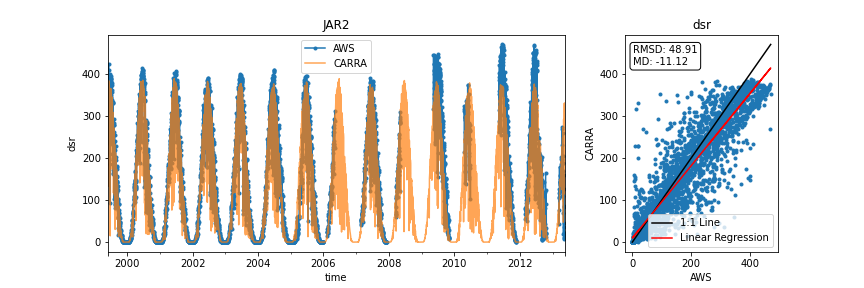 JAR2
dsr
AWS
CARRA
400
300
200
100
0
2000
2002
2004
2006
2008
2010
2012
time
dsr
dsr
RMSD: 48.91
MD: -11.12
CARRA
400
300
200
100
0
1:1 Line
Linear Regression
0
200
400
AWS